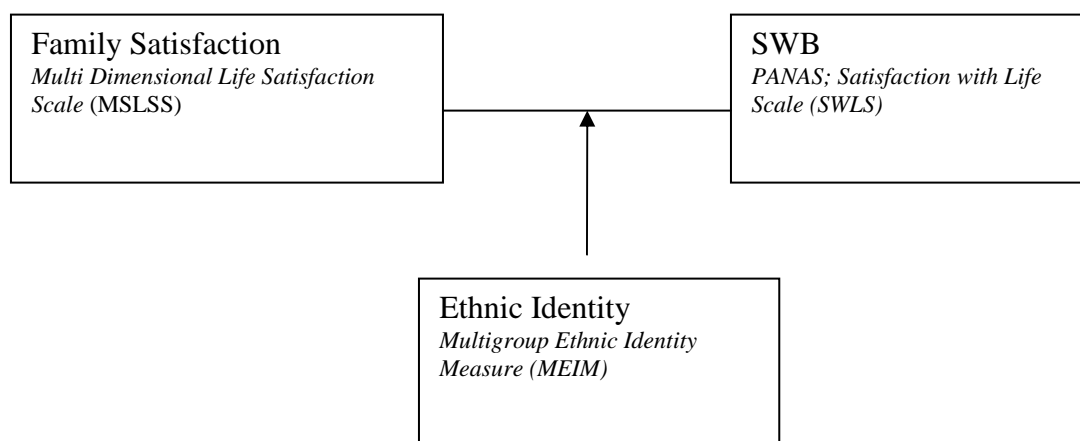 Family Satisfaction
Multi Dimensional Life Satisfaction
Scale (MSLSS)
SWB
PANAS; Satisfaction with Life
Scale (SWLS)
Ethnic Identity
Multigroup Ethnic Identity
Measure (MEIM)